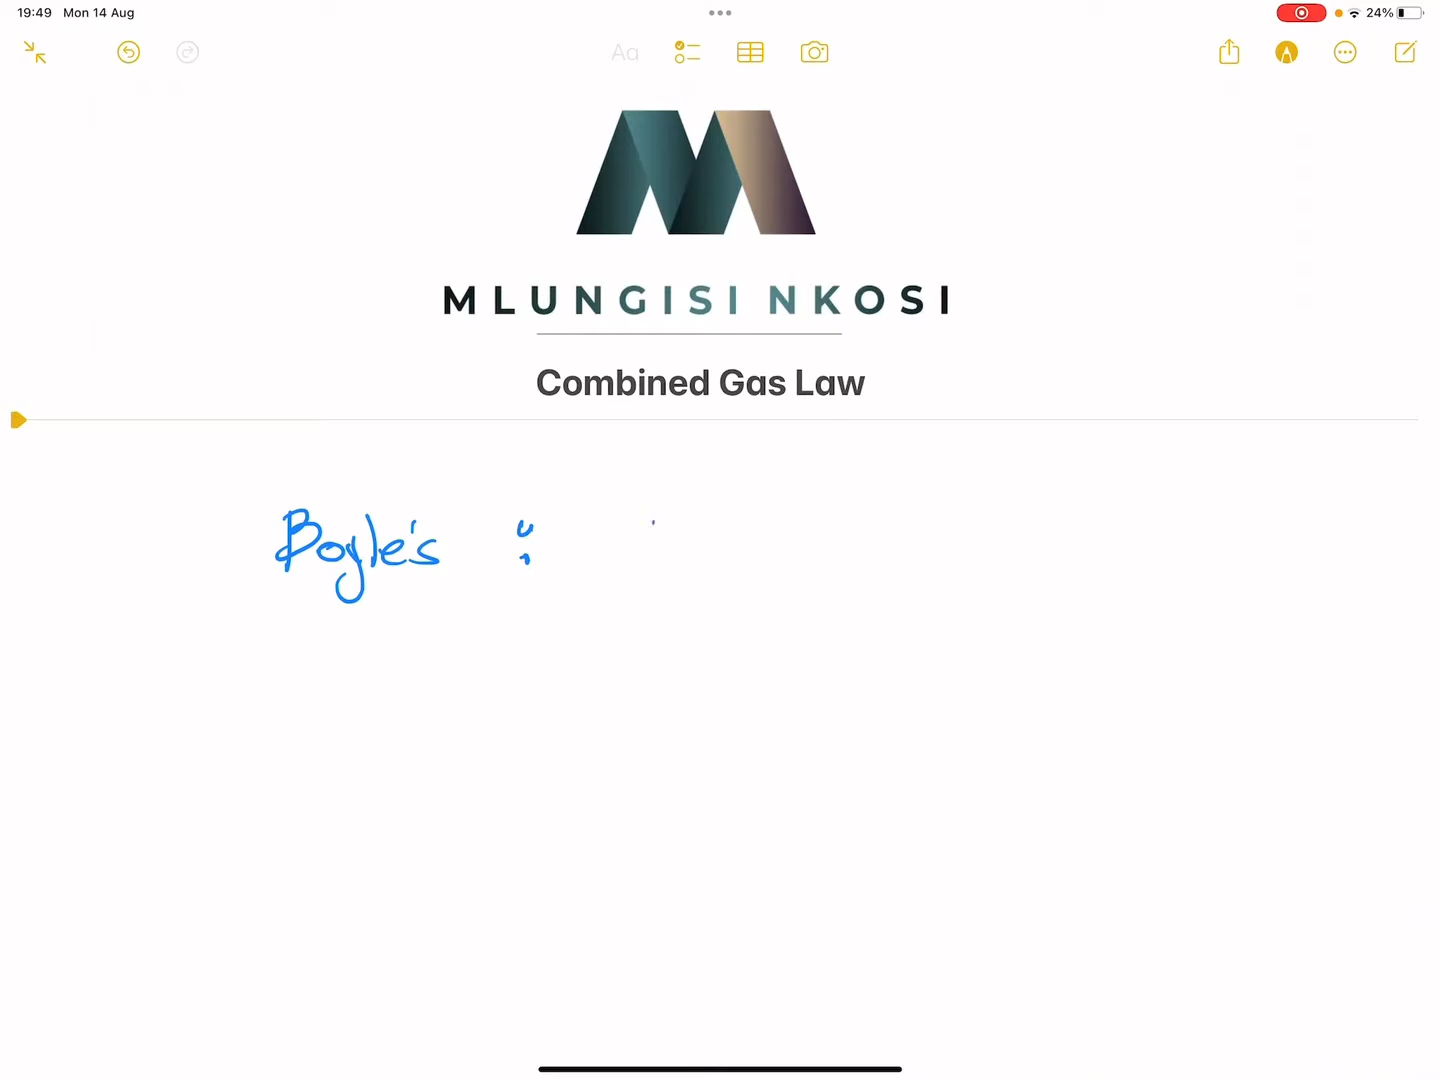 19:49 Mon 14 Aug
24%
Aa
MLUNGISI NKOSI
Combined Gas Law
Boyle's :